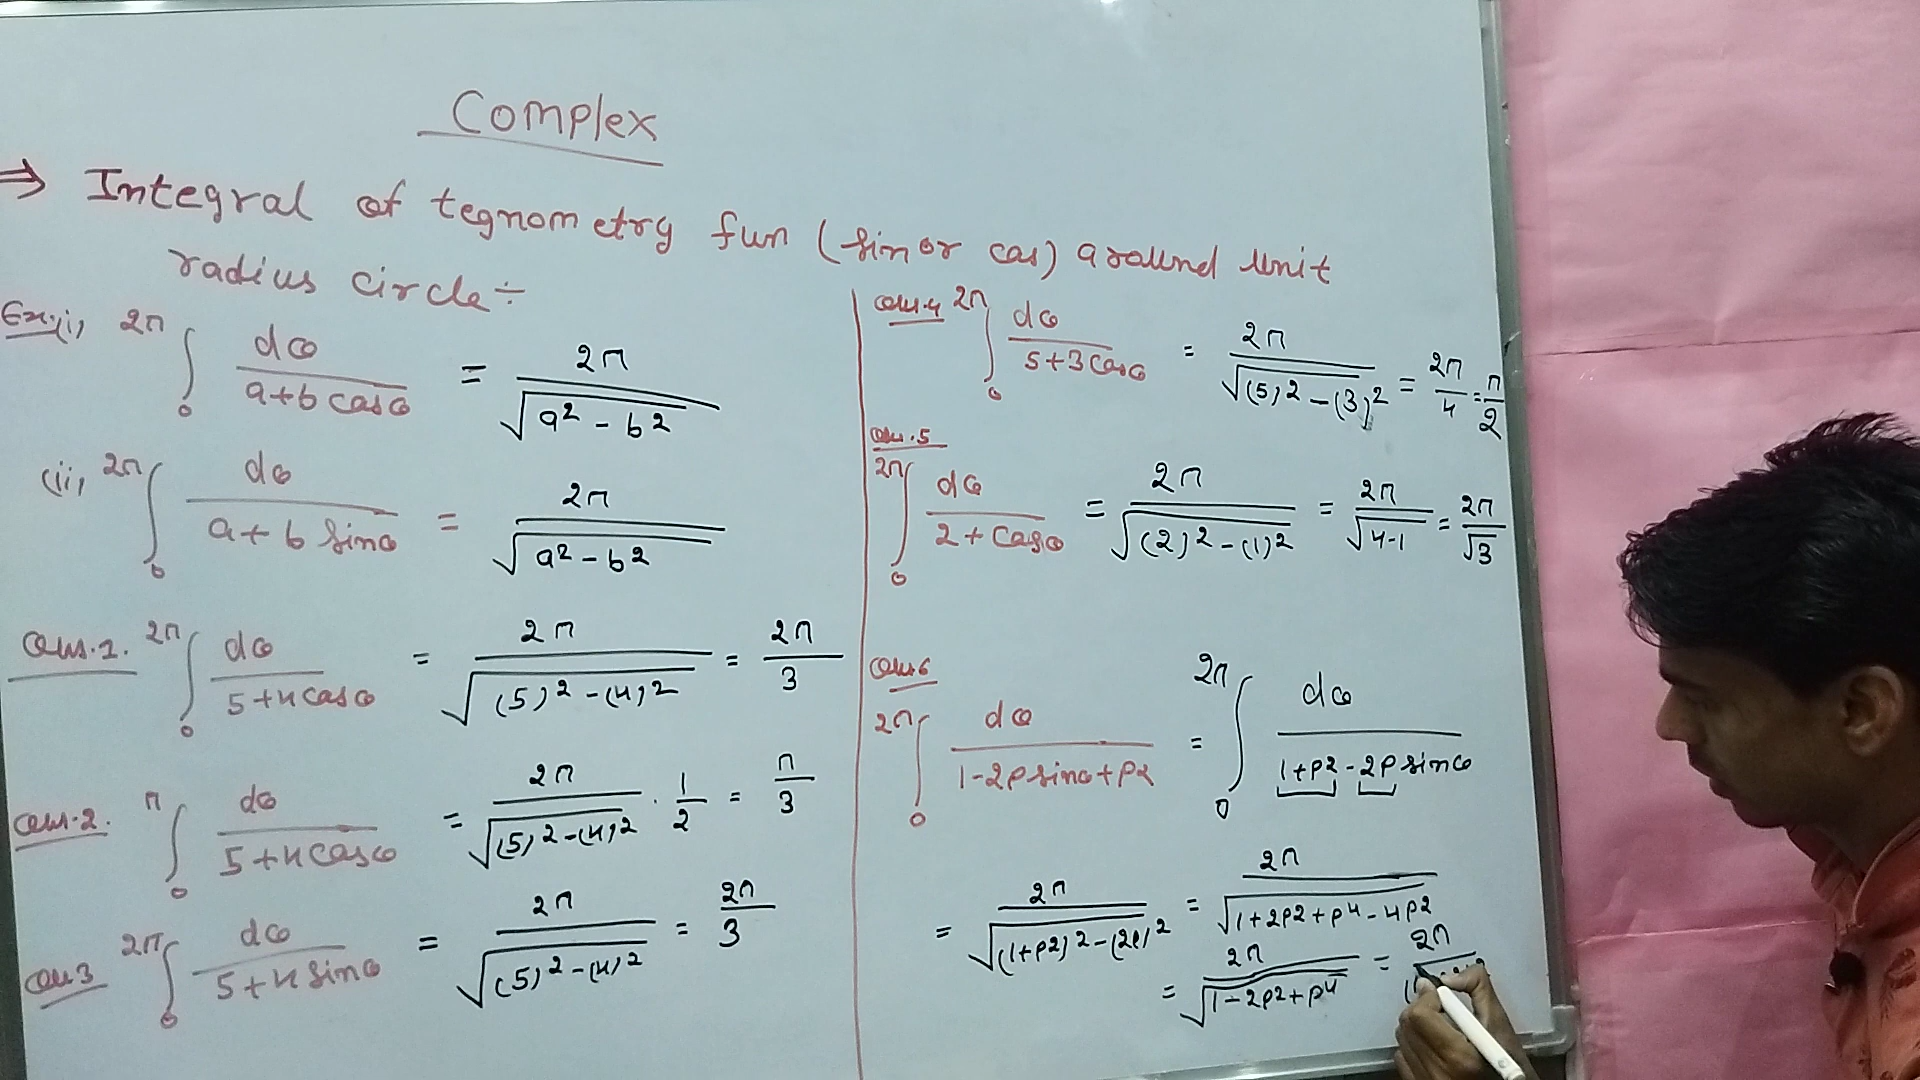 Complex
⇒ Integral of tegnometry fun (sin or cos) around unit
radius circle ÷
Ex. (i) ∫₀^{2π} dθ/(a+b cosθ) = 2π/√(a² - b²)
(ii) ∫₀^{2π} dθ/(a+b sinθ) = 2π/√(a² - b²)
Qus.1. ∫₀^{2π} dθ/(5+4cosθ) = 2π/√((5)² - (4)²) = 2π/3
Qus.2. ∫₀^{π} dθ/(5+4cosθ) = 2π/√((5)² - (4)²) · 1/2 = π/3
Qus3 ∫₀^{2π} dθ/(5+4sinθ) = 2π/√((5)² - (4)²) = 2π/3
Qus.4 ∫₀^{2π} dθ/(5+3cosθ) = 2π/√((5)² - (3)²) = 2π/4 = π/2
Qus.5
∫₀^{2π} dθ/(2+cosθ) = 2π/√((2)² - (1)²) = 2π/√(4-1) = 2π/√3
Qus6
∫₀^{2π} dθ/(1-2p sinθ+p2) = ∫₀^{2π} dθ/(1+p2 - 2p sinθ)
= 2π/√((1+p2)² - (2p)²) = 2π/√(1+2p2+p4-4p2)
= 2π/√(1-2p2+p4) = 2π